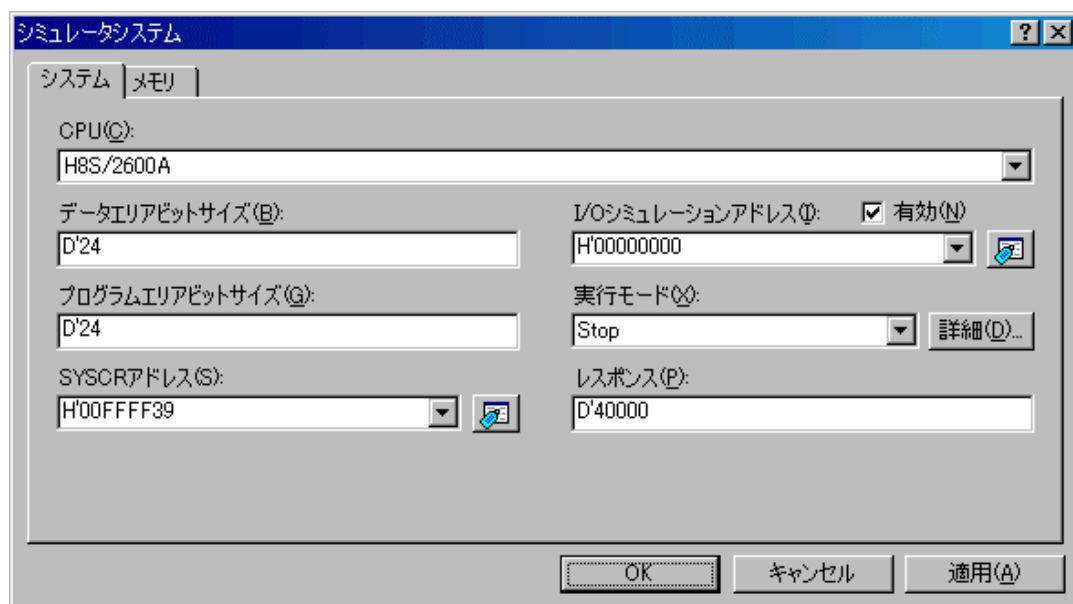 シミュレータシステム
システム メモリ
CPU(C):
H8S/2600A
データエリアビットサイズ(B): I/Oシミュレーションアドレス(I): 有効(N)
D'24 H'00000000
プログラムエリアビットサイズ(G): 実行モード(X):
D'24 Stop 詳細(D)...
SYSCRアドレス(S): レスポンス(P):
H'00FFFF39 D'40000
OK キャンセル 適用(A)